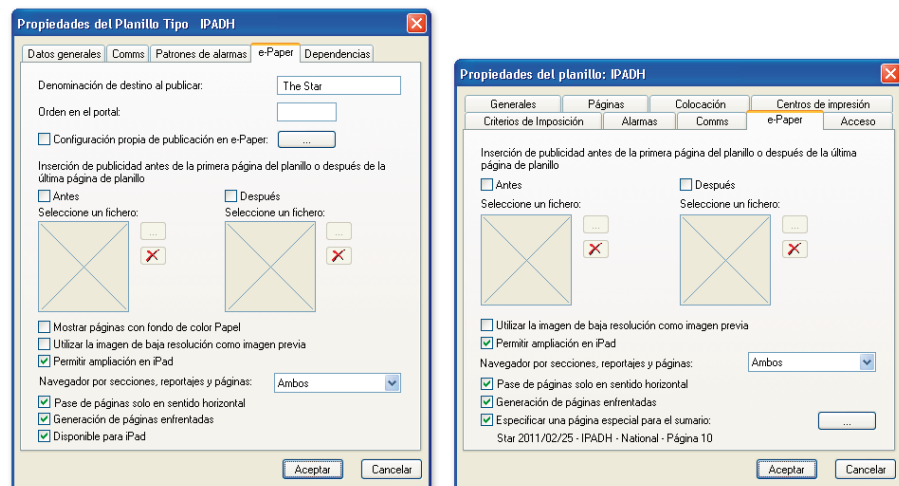 Propiedades del Planillo Tipo IPADH
Datos generales Comms Patrones de alarmas e-Paper Dependencias
Denominación de destino al publicar: The Star
Orden en el portal:
Configuración propia de publicación en e-Paper: ...
Inserción de publicidad antes de la primera página del planillo o después de la
última página de planillo
Antes Después
Seleccione un fichero: Seleccione un fichero:
... ...
Mostrar páginas con fondo de color Papel
Utilizar la imagen de baja resolución como imagen previa
Permitir ampliación en iPad
Navegador por secciones, reportajes y páginas: Ambos
Pase de páginas solo en sentido horizontal
Generación de páginas enfrentadas
Disponible para iPad
Aceptar Cancelar
Propiedades del planillo: IPADH
Generales Páginas Colocación Centros de impresión
Criterios de Imposición Alarmas Comms e-Paper Acceso
Inserción de publicidad antes de la primera página del planillo o después de la última
página de planillo
Antes Después
Seleccione un fichero: Seleccione un fichero:
... ...
Utilizar la imagen de baja resolución como imagen previa
Permitir ampliación en iPad
Navegador por secciones, reportajes y páginas: Ambos
Pase de páginas solo en sentido horizontal
Generación de páginas enfrentadas
Especificar una página especial para el sumario: ...
Star 2011/02/25 - IPADH - National - Página 10
Aceptar Cancelar